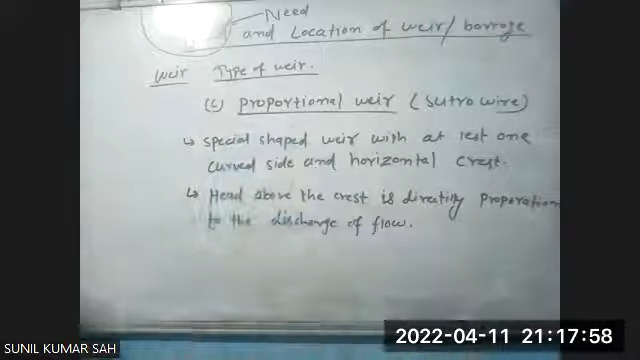 Need
and Location of weir/ barroge
Weir Type of weir.
(c) Proportional weir (Sutro wire)
↳ Special shaped weir with at lest one
curved side and horizontal crest.
↳ Head above the crest is directly proporation
to the discharge of flow.
2022-04-11 21:17:58
SUNIL KUMAR SAH